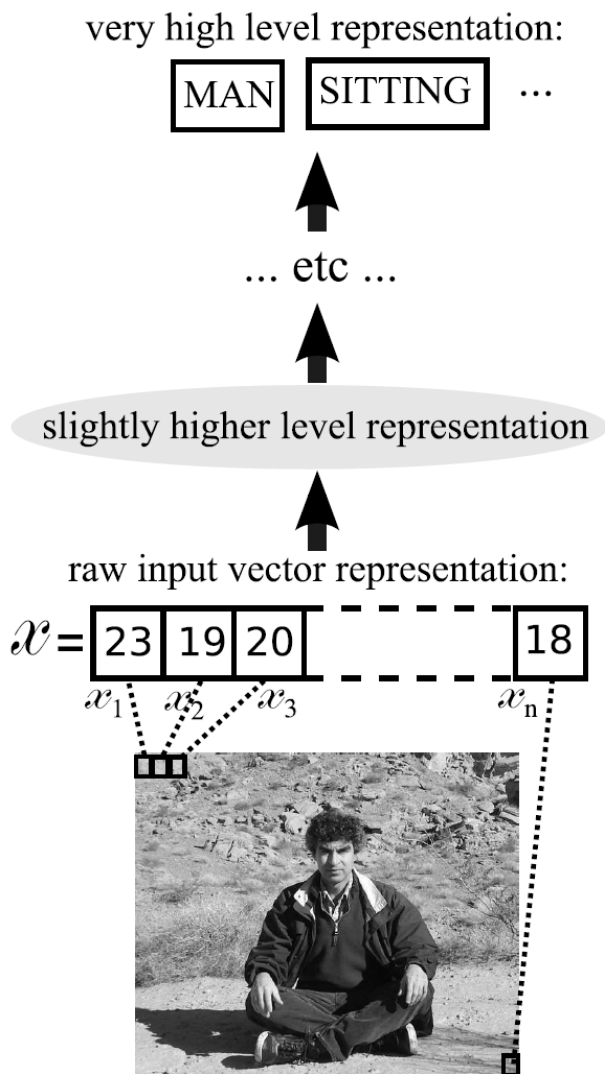 very high level representation:
MAN SITTING ...
... etc ...
slightly higher level representation
raw input vector representation:
x = 23 19 20 18
x1 x2 x3 xn